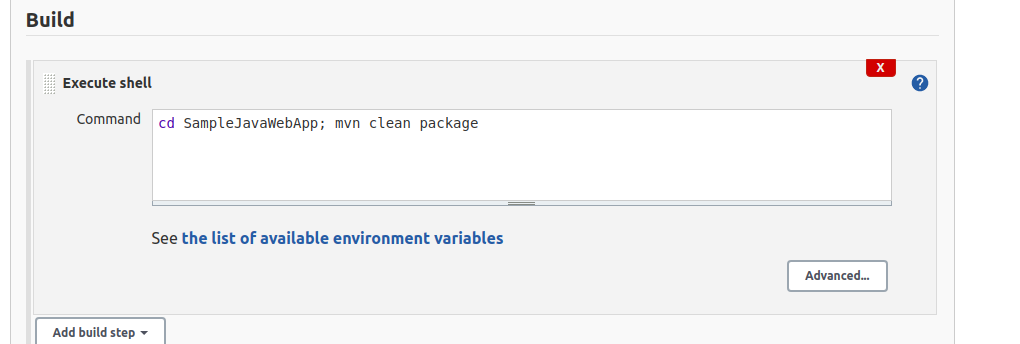 Build
X
Execute shell
?
Command
cd SampleJavaWebApp; mvn clean package
See the list of available environment variables
Advanced...
Add build step